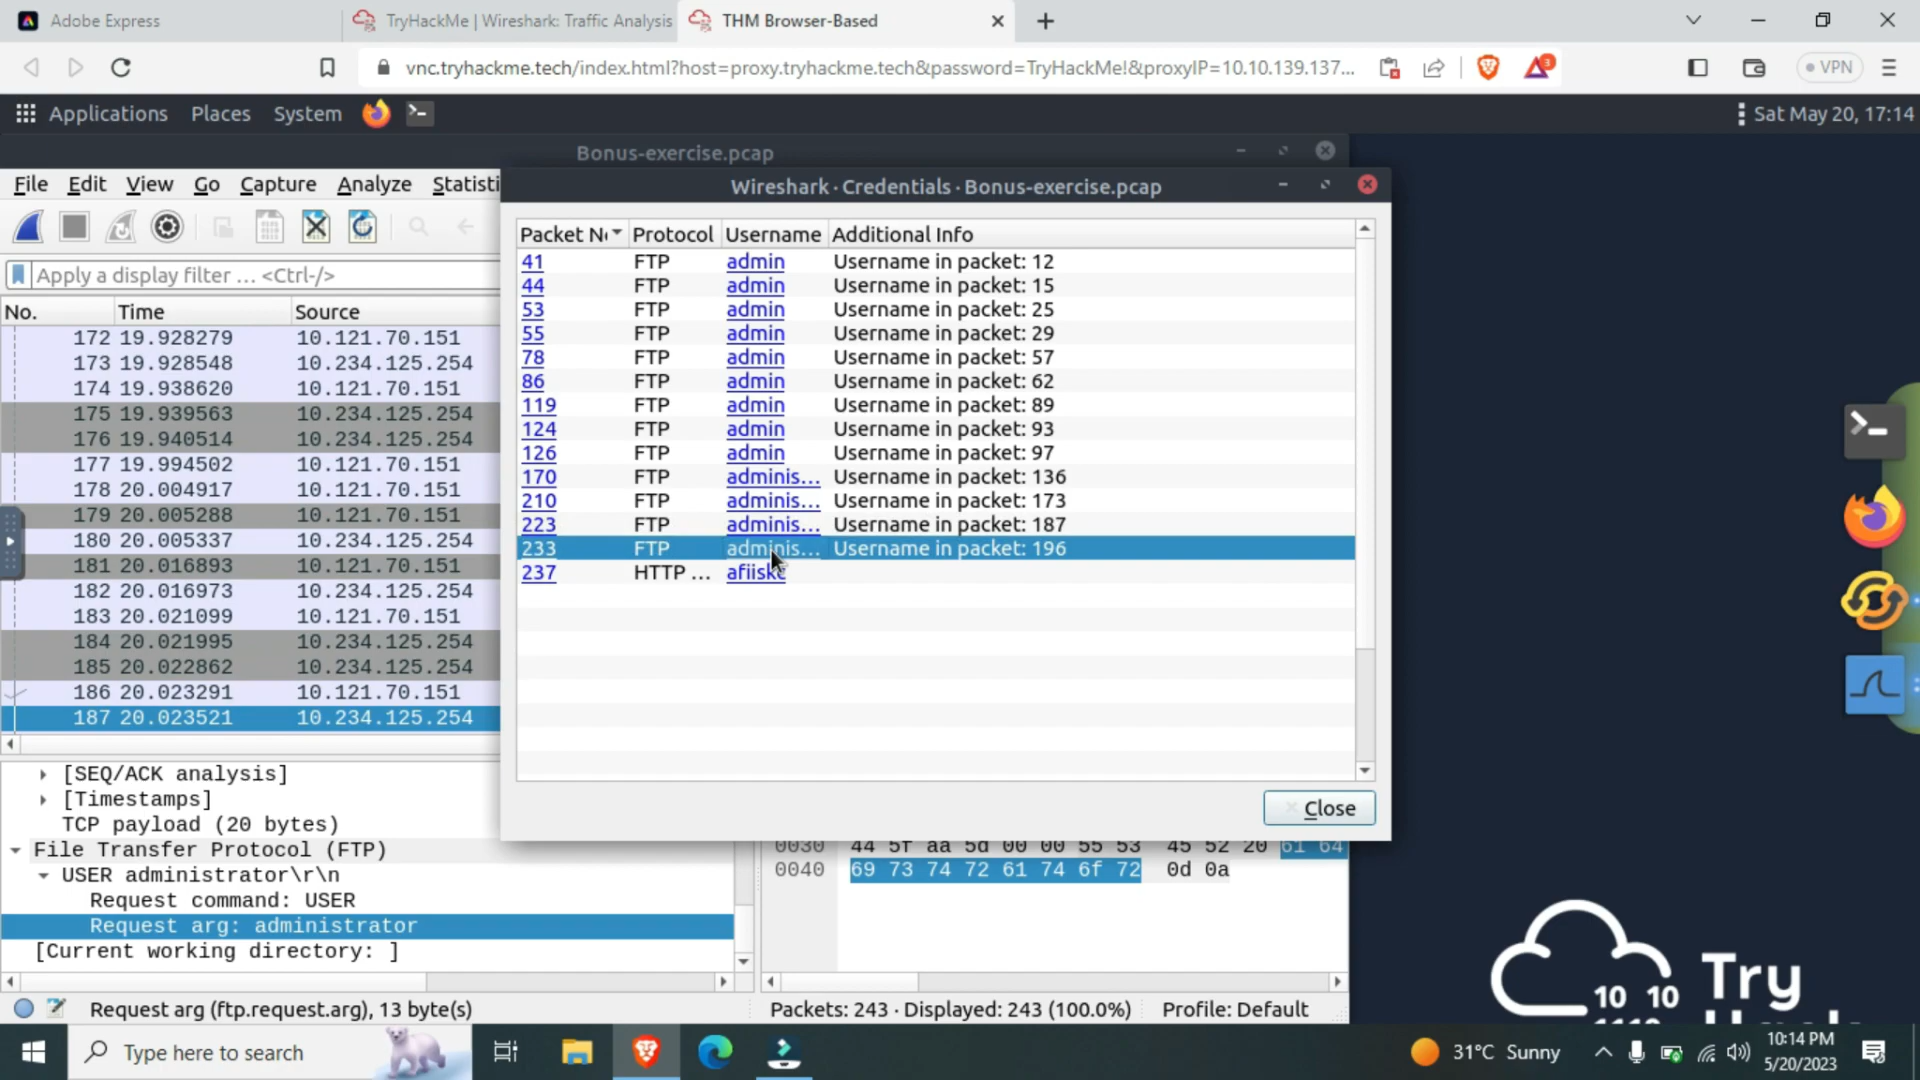 Adobe Express
TryHackMe | Wireshark: Traffic Analysis
THM Browser-Based
vnc.tryhackme.tech/index.html?host=proxy.tryhackme.tech&password=TryHackMe!&proxyIP=10.10.139.137...
3
VPN
Applications Places System
Sat May 20, 17:14
Bonus-exercise.pcap
File Edit View Go Capture Analyze Statisti
Wireshark · Credentials · Bonus-exercise.pcap
Apply a display filter … <Ctrl-/>
No. Time Source
172 19.928279 10.121.70.151
173 19.928548 10.234.125.254
174 19.938620 10.121.70.151
175 19.939563 10.234.125.254
176 19.940514 10.234.125.254
177 19.994502 10.121.70.151
178 20.004917 10.121.70.151
179 20.005288 10.121.70.151
180 20.005337 10.234.125.254
181 20.016893 10.121.70.151
182 20.016973 10.234.125.254
183 20.021099 10.121.70.151
184 20.021995 10.234.125.254
185 20.022862 10.234.125.254
186 20.023291 10.121.70.151
187 20.023521 10.234.125.254
Packet No Protocol Username Additional Info
41 FTP admin Username in packet: 12
44 FTP admin Username in packet: 15
53 FTP admin Username in packet: 25
55 FTP admin Username in packet: 29
78 FTP admin Username in packet: 57
86 FTP admin Username in packet: 62
119 FTP admin Username in packet: 89
124 FTP admin Username in packet: 93
126 FTP admin Username in packet: 97
170 FTP adminis... Username in packet: 136
210 FTP adminis... Username in packet: 173
223 FTP adminis... Username in packet: 187
233 FTP adminis... Username in packet: 196
237 HTTP ... afiiskc
Close
[SEQ/ACK analysis]
[Timestamps]
TCP payload (20 bytes)
File Transfer Protocol (FTP)
USER administrator\r\n
Request command: USER
Request arg: administrator
[Current working directory: ]
0030 44 5f aa 5d 00 00 55 53 45 52 20 61 64
0040 69 73 74 72 61 74 6f 72 0d 0a
Request arg (ftp.request.arg), 13 byte(s)
Packets: 243 · Displayed: 243 (100.0%)
Profile: Default
10 10
Try
Type here to search
31°C Sunny
10:14 PM
5/20/2023